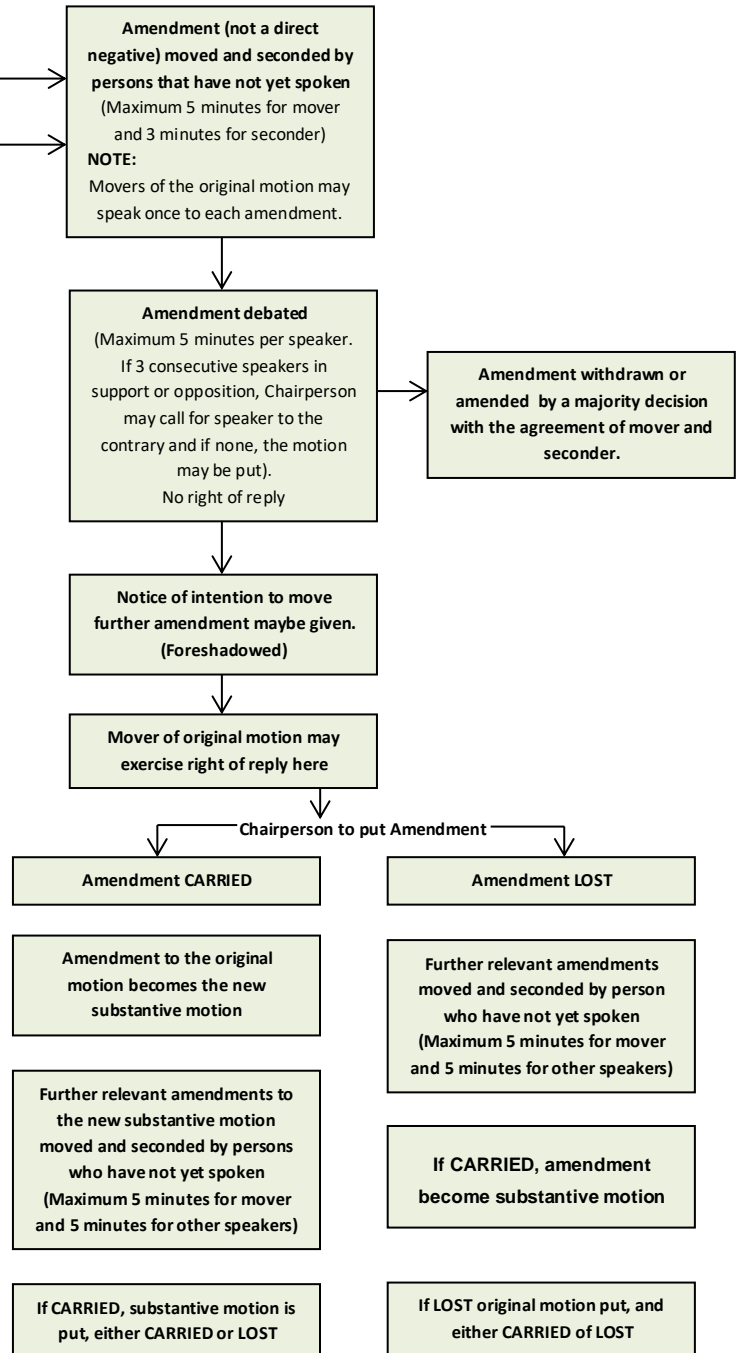 Amendment (not a direct
negative) moved and seconded by
persons that have not yet spoken
(Maximum 5 minutes for mover
and 3 minutes for seconder)
NOTE:
Movers of the original motion may
speak once to each amendment.
Amendment debated
(Maximum 5 minutes per speaker.
If 3 consecutive speakers in
support or opposition, Chairperson
may call for speaker to the
contrary and if none, the motion
may be put).
No right of reply
Amendment withdrawn or
amended by a majority decision
with the agreement of mover and
seconder.
Notice of intention to move
further amendment maybe given.
(Foreshadowed)
Mover of original motion may
exercise right of reply here
Chairperson to put Amendment
Amendment CARRIED
Amendment to the original
motion becomes the new
substantive motion
Further relevant amendments to
the new substantive motion
moved and seconded by persons
who have not yet spoken
(Maximum 5 minutes for mover
and 5 minutes for other speakers)
If CARRIED, substantive motion is
put, either CARRIED or LOST
Amendment LOST
Further relevant amendments
moved and seconded by person
who have not yet spoken
(Maximum 5 minutes for mover
and 5 minutes for other speakers)
If CARRIED, amendment
become substantive motion
If LOST original motion put, and
either CARRIED of LOST